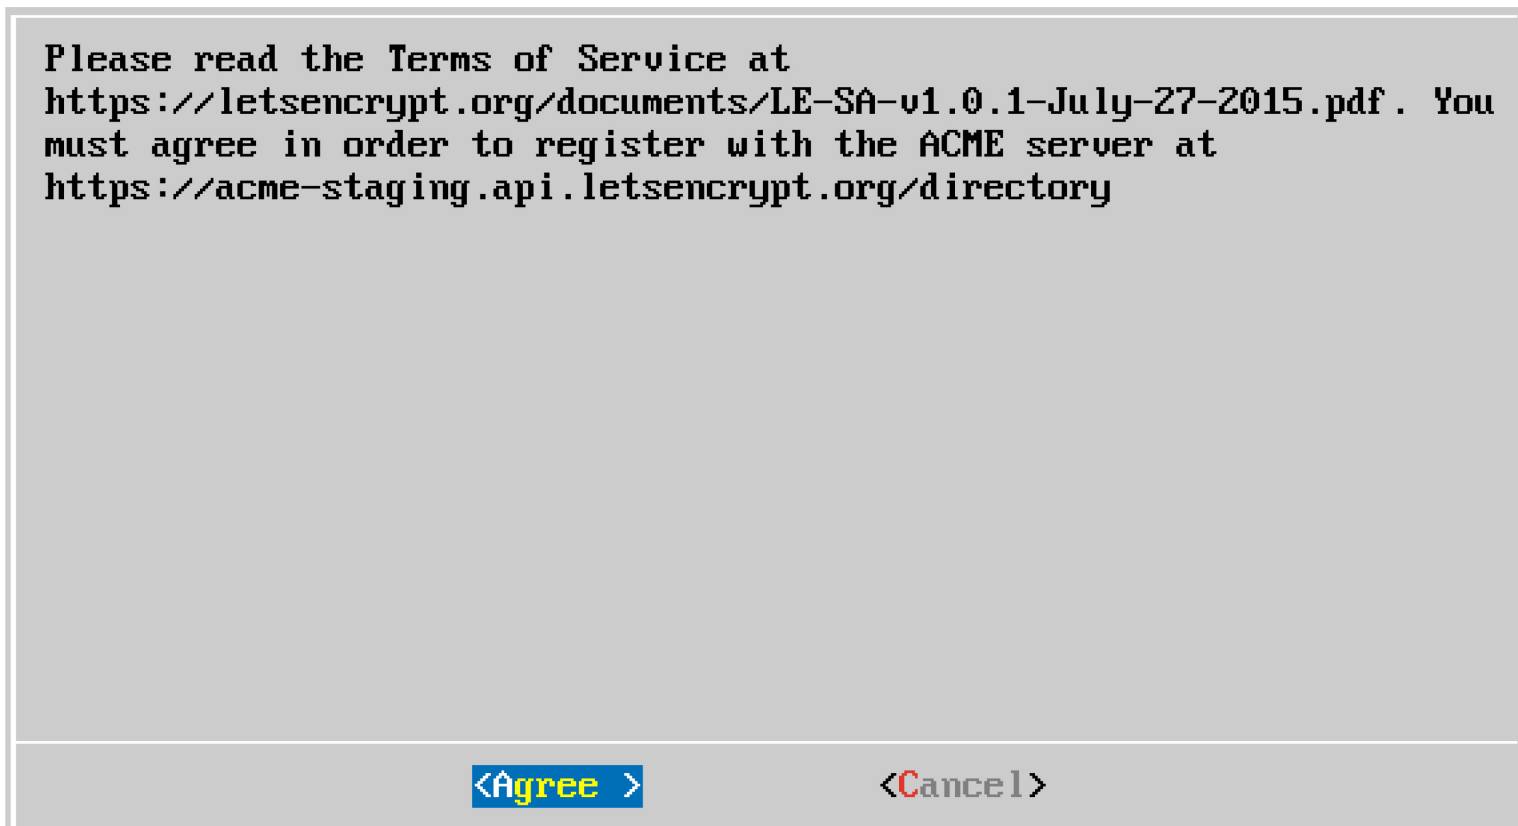 Please read the Terms of Service at
https://letsencrypt.org/documents/LE-SA-v1.0.1-July-27-2015.pdf. You
must agree in order to register with the ACME server at
https://acme-staging.api.letsencrypt.org/directory
<Agree > <Cancel>